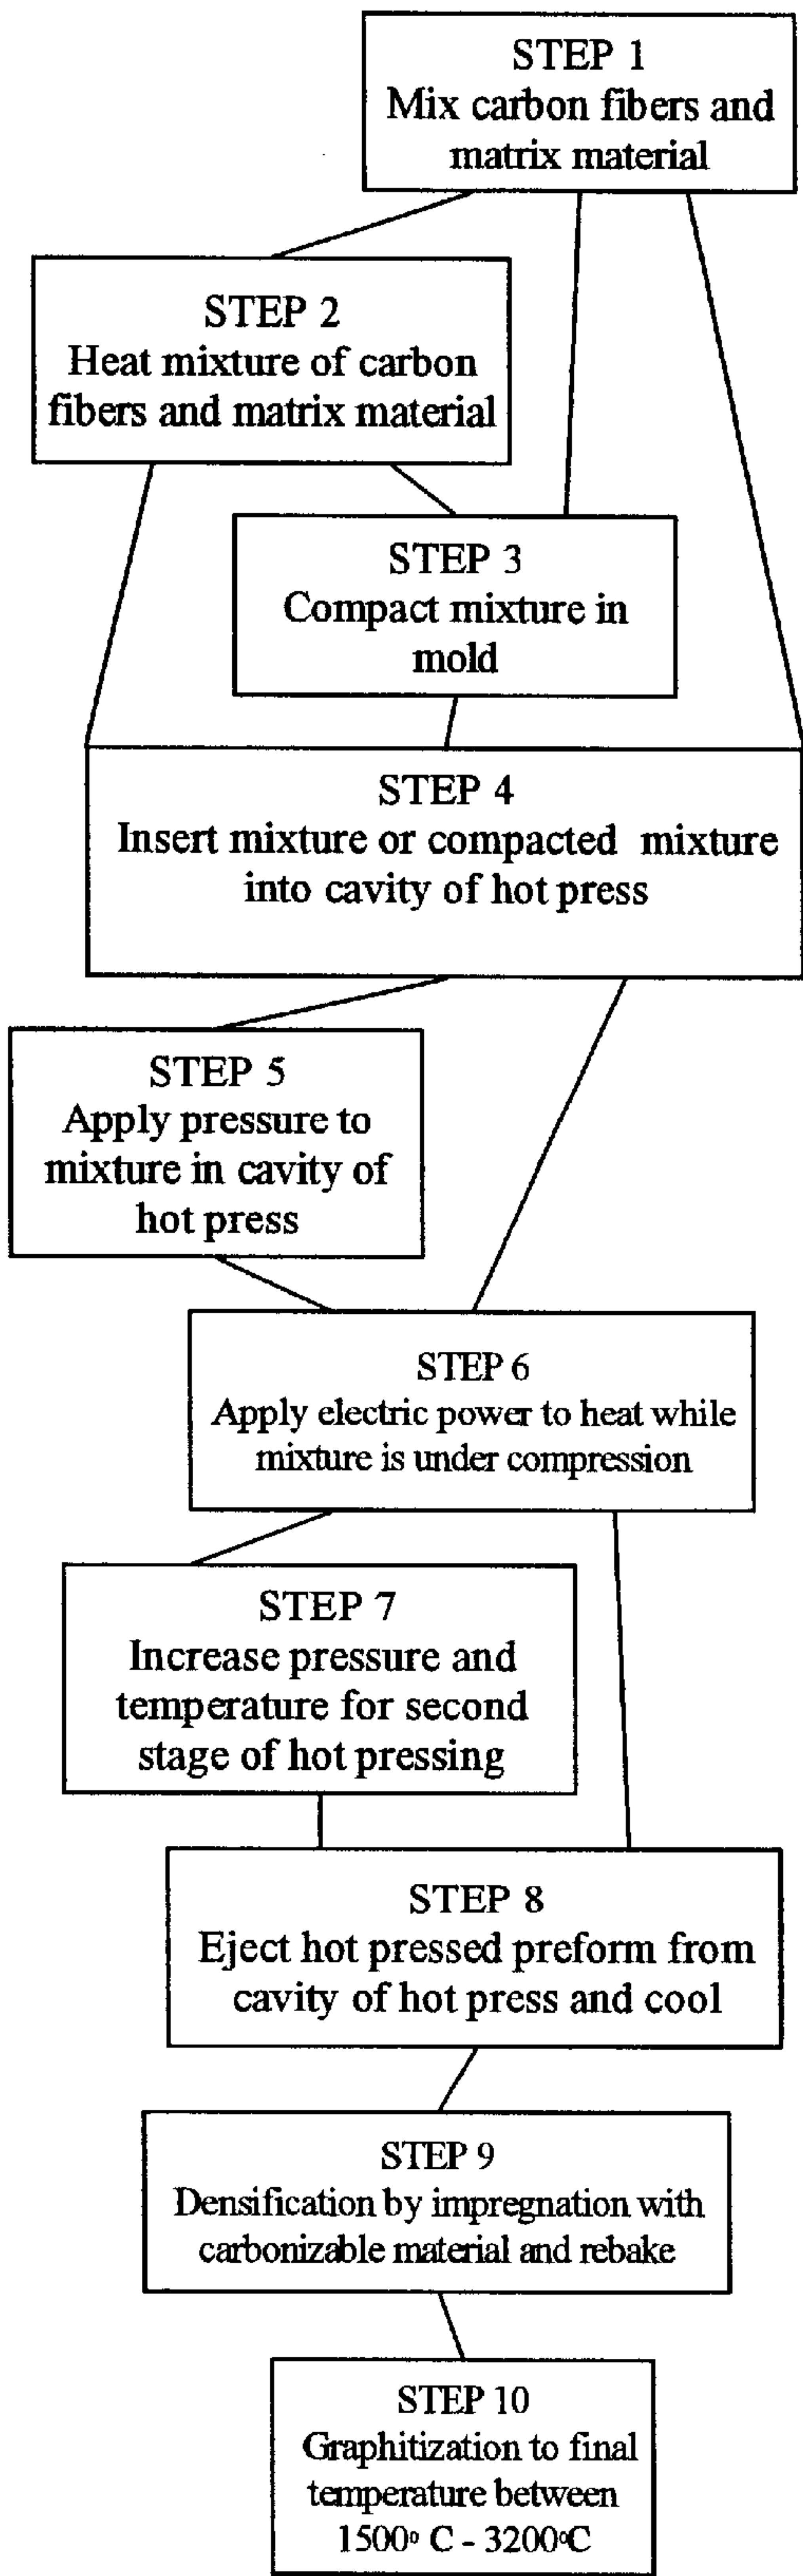 STEP 1
Mix carbon fibers and
matrix material
STEP 2
Heat mixture of carbon
fibers and matrix material
STEP 3
Compact mixture in
mold
STEP 4
Insert mixture or compacted mixture
into cavity of hot press
STEP 5
Apply pressure to
mixture in cavity of
hot press
STEP 6
Apply electric power to heat while
mixture is under compression
STEP 7
Increase pressure and
temperature for second
stage of hot pressing
STEP 8
Eject hot pressed preform from
cavity of hot press and cool
STEP 9
Densification by impregnation with
carbonizable material and rebake
STEP 10
Graphitization to final
temperature between
1500° C - 3200°C